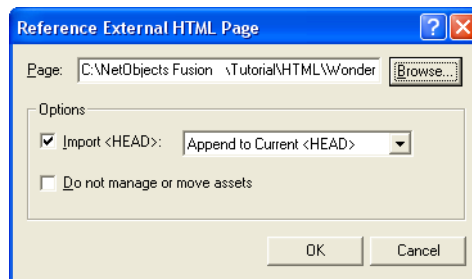 Reference External HTML Page
Page: C:\NetObjects Fusion \Tutorial\HTML\Wonder Browse...
Options
Import <HEAD>: Append to Current <HEAD>
Do not manage or move assets
OK Cancel